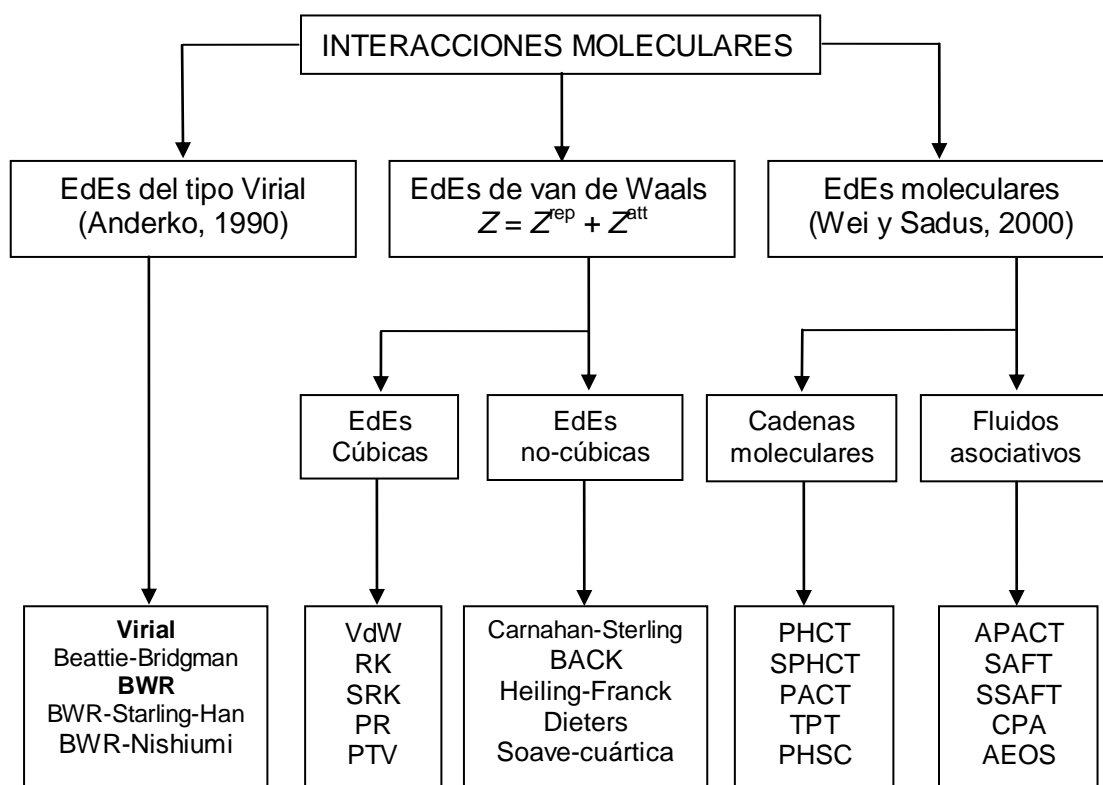 INTERACCIONES MOLECULARES
EdEs del tipo Virial
(Anderko, 1990)
EdEs de van de Waals
Z = Z^rep + Z^att
EdEs moleculares
(Wei y Sadus, 2000)
EdEs
Cúbicas
EdEs
no-cúbicas
Cadenas
moleculares
Fluidos
asociativos
Virial
Beattie-Bridgman
BWR
BWR-Starling-Han
BWR-Nishiumi
VdW
RK
SRK
PR
PTV
Carnahan-Sterling
BACK
Heiling-Franck
Dieters
Soave-cuártica
PHCT
SPHCT
PACT
TPT
PHSC
APACT
SAFT
SSAFT
CPA
AEOS